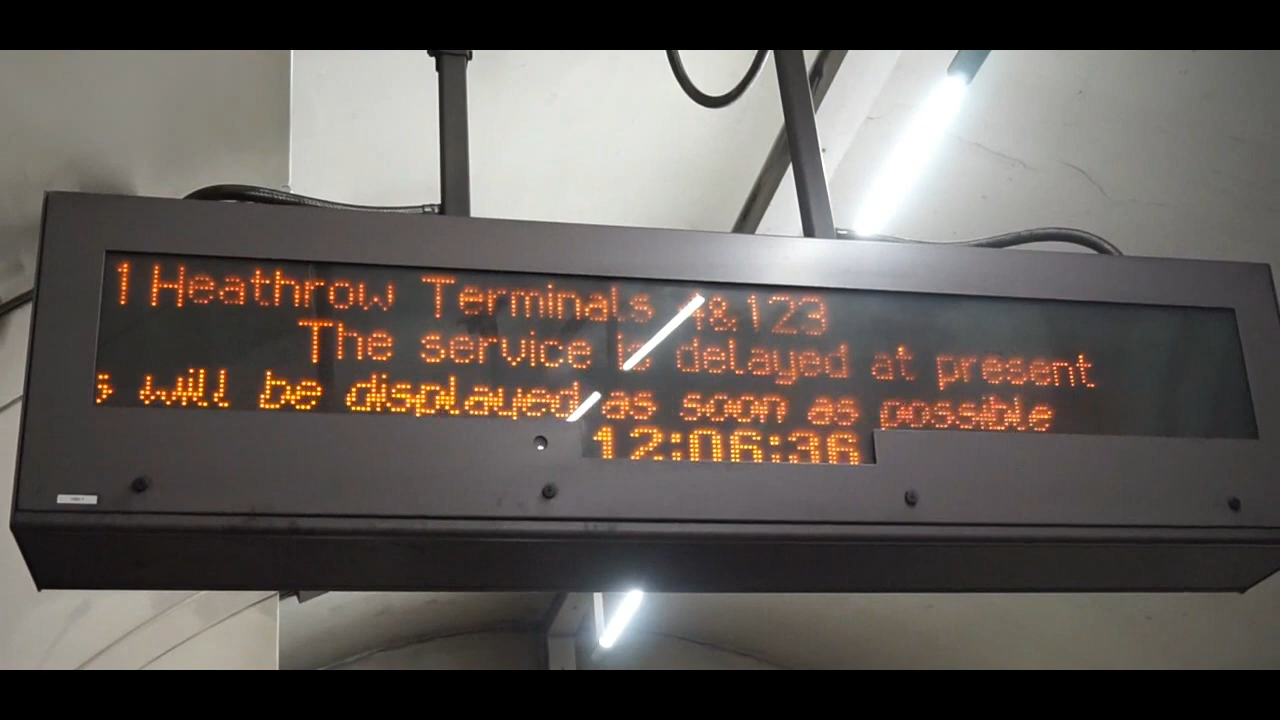 1 Heathrow Terminals 4&123
The service is delayed at present
s will be displayed as soon as possible
12:06:36